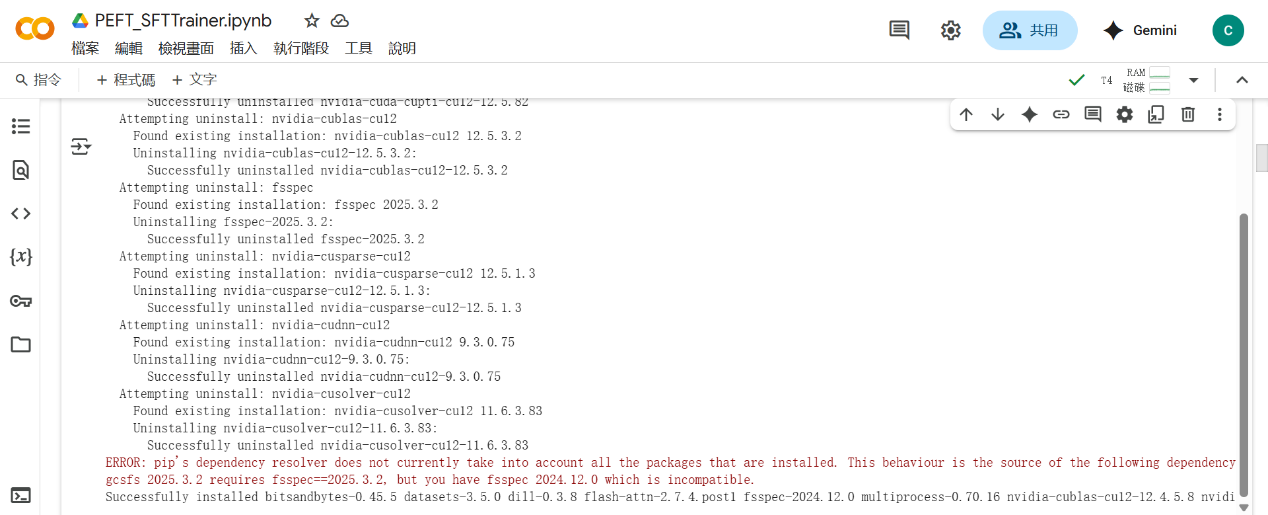 PEFT_SFTTrainer.ipynb
檔案 編輯 檢視畫面 插入 執行階段 工具 說明
共用
Gemini
C
指令 + 程式碼 + 文字
T4
RAM
磁碟
Successfully uninstalled nvidia-cuda-cupti-cu12-12.5.82
Attempting uninstall: nvidia-cublas-cu12
Found existing installation: nvidia-cublas-cu12 12.5.3.2
Uninstalling nvidia-cublas-cu12-12.5.3.2:
Successfully uninstalled nvidia-cublas-cu12-12.5.3.2
Attempting uninstall: fsspec
Found existing installation: fsspec 2025.3.2
Uninstalling fsspec-2025.3.2:
Successfully uninstalled fsspec-2025.3.2
Attempting uninstall: nvidia-cusparse-cu12
Found existing installation: nvidia-cusparse-cu12 12.5.1.3
Uninstalling nvidia-cusparse-cu12-12.5.1.3:
Successfully uninstalled nvidia-cusparse-cu12-12.5.1.3
Attempting uninstall: nvidia-cudnn-cu12
Found existing installation: nvidia-cudnn-cu12 9.3.0.75
Uninstalling nvidia-cudnn-cu12-9.3.0.75:
Successfully uninstalled nvidia-cudnn-cu12-9.3.0.75
Attempting uninstall: nvidia-cusolver-cu12
Found existing installation: nvidia-cusolver-cu12 11.6.3.83
Uninstalling nvidia-cusolver-cu12-11.6.3.83:
Successfully uninstalled nvidia-cusolver-cu12-11.6.3.83
ERROR: pip's dependency resolver does not currently take into account all the packages that are installed. This behaviour is the source of the following dependency
gcsfs 2025.3.2 requires fsspec==2025.3.2, but you have fsspec 2024.12.0 which is incompatible.
Successfully installed bitsandbytes-0.45.5 datasets-3.5.0 dill-0.3.8 flash-attn-2.7.4.post1 fsspec-2024.12.0 multiprocess-0.70.16 nvidia-cublas-cu12-12.4.5.8 nvidi